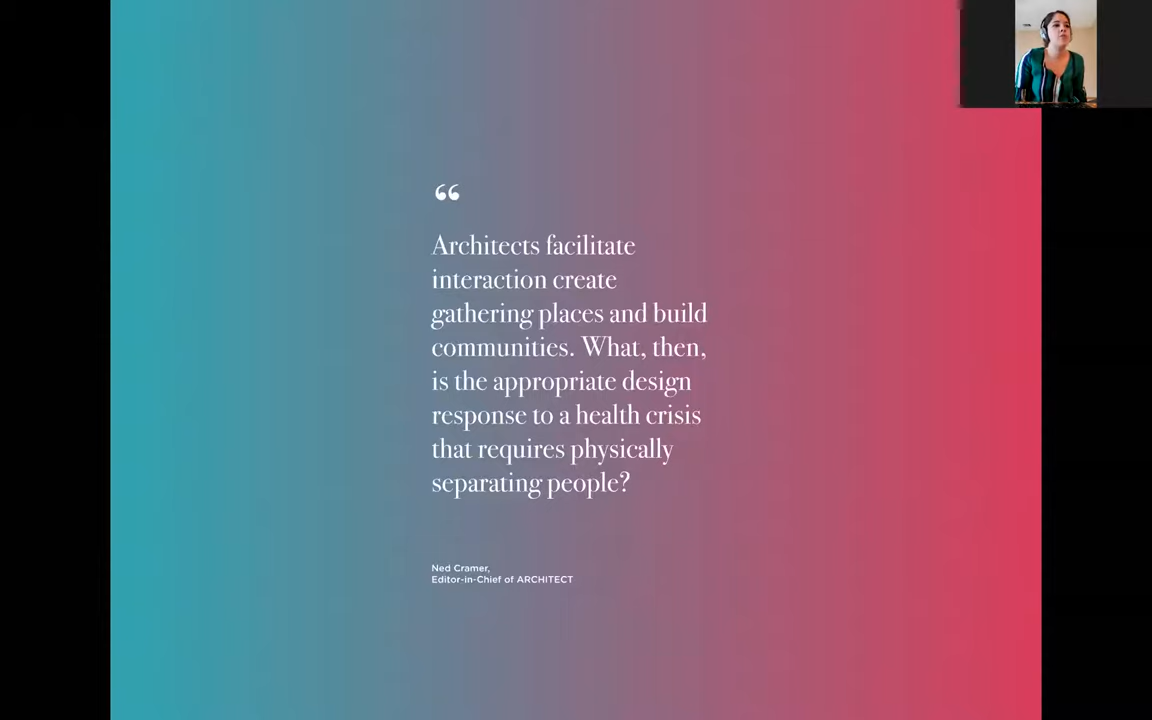 “
Architects facilitate
interaction create
gathering places and build
communities. What, then,
is the appropriate design
response to a health crisis
that requires physically
separating people?
Ned Cramer,
Editor-in-Chief of ARCHITECT